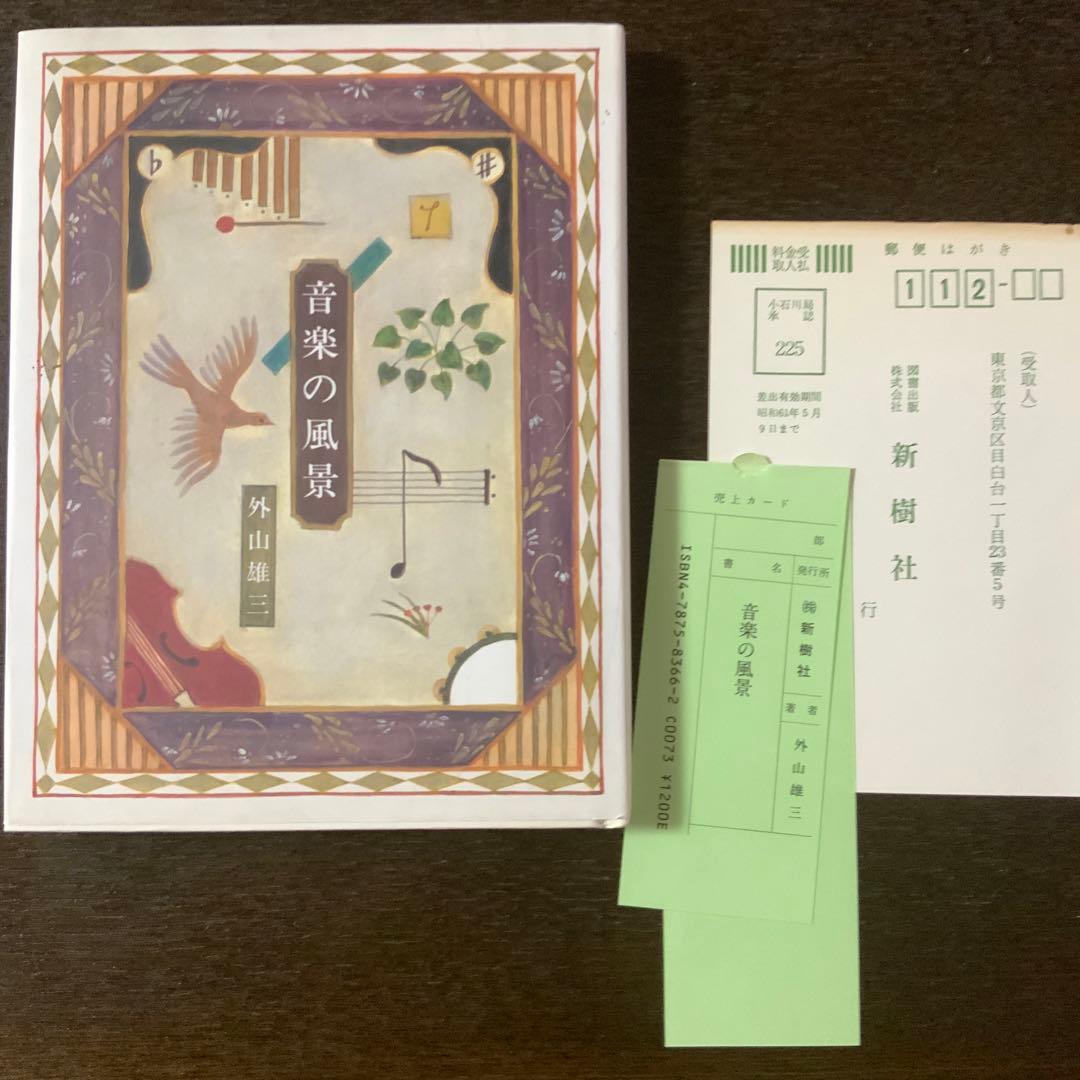 ♭
♯
音楽の風景
外山雄三
郵便はがき
料金受
取人払
112-
小石川局
承認
225
差出有効期間
昭和61年5月
9日まで
(受取人)
東京都文京区目白台一丁目23番5号
図書出版
株式会社
新樹社
行
売上カード
部
書名
発行所
音楽の風景
㈱新樹社
著者
外山雄三
ISBN4-7875-8366-2 C0073 ¥1200E